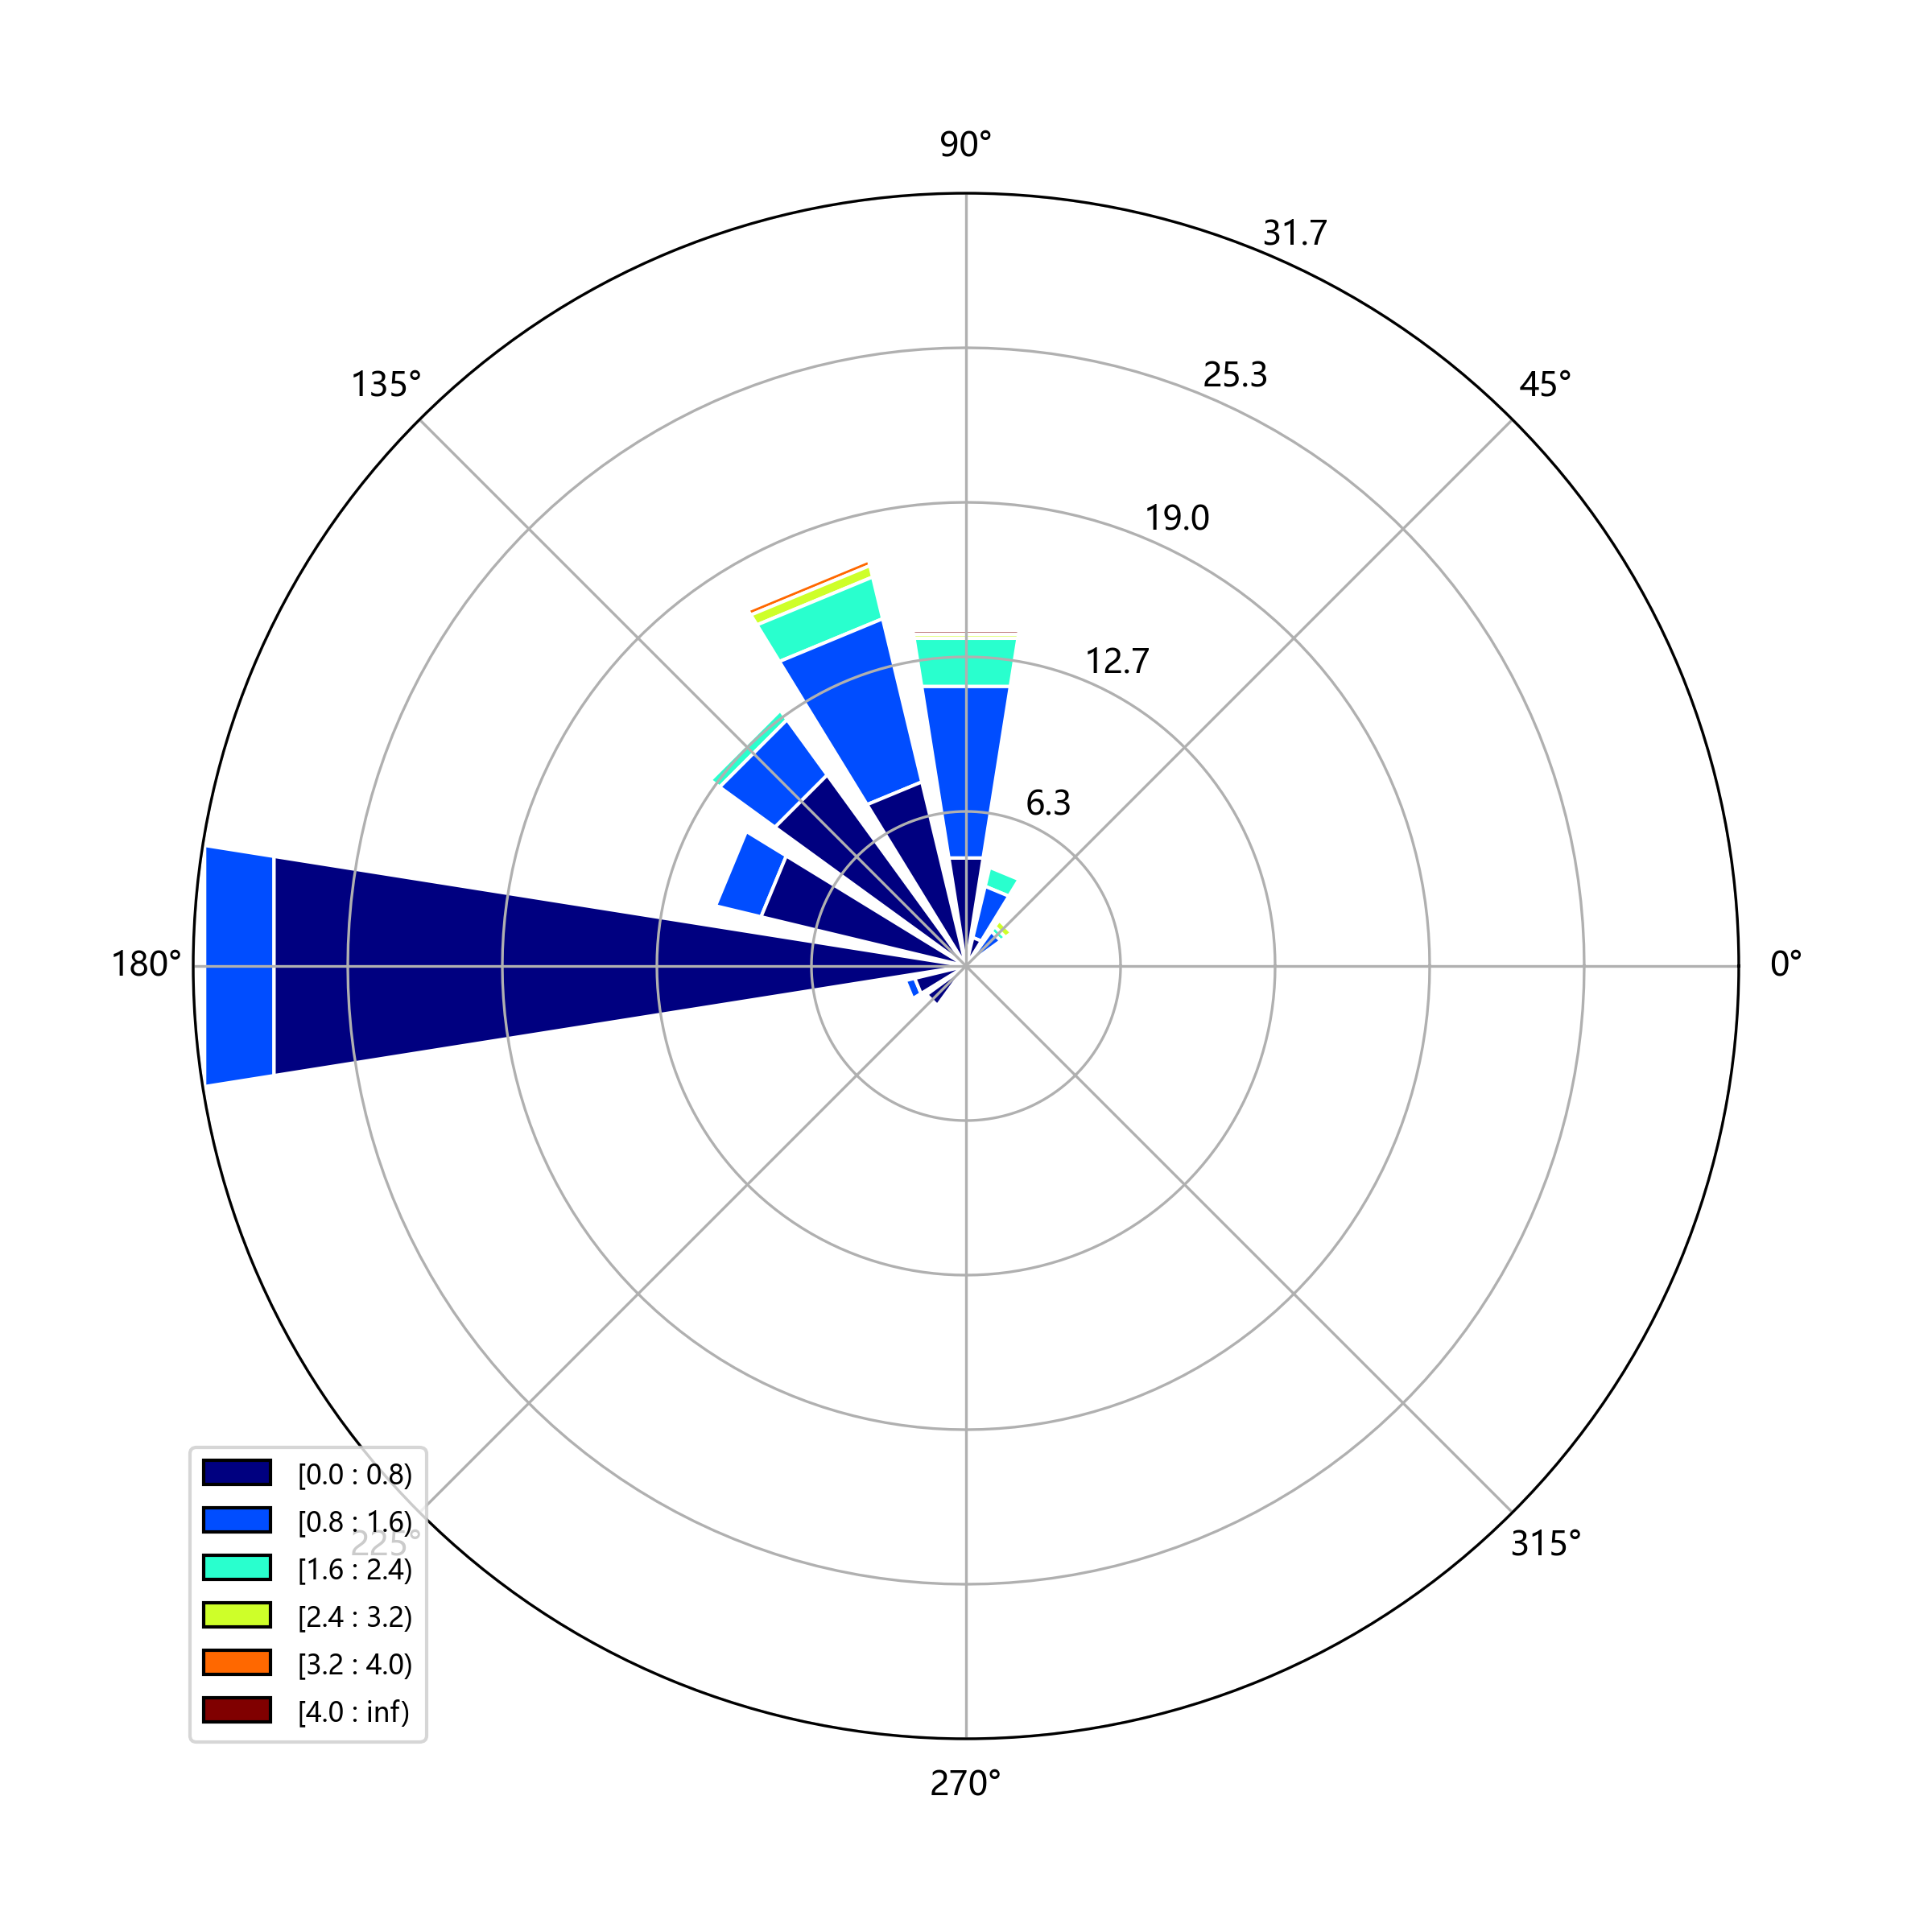 90°
31.7
25.3
135°
45°
19.0
12.7
6.3
180°
0°
[0.0 : 0.8)
[0.8 : 1.6)
225°
315°
[1.6 : 2.4)
[2.4 : 3.2)
[3.2 : 4.0)
[4.0 : inf)
270°